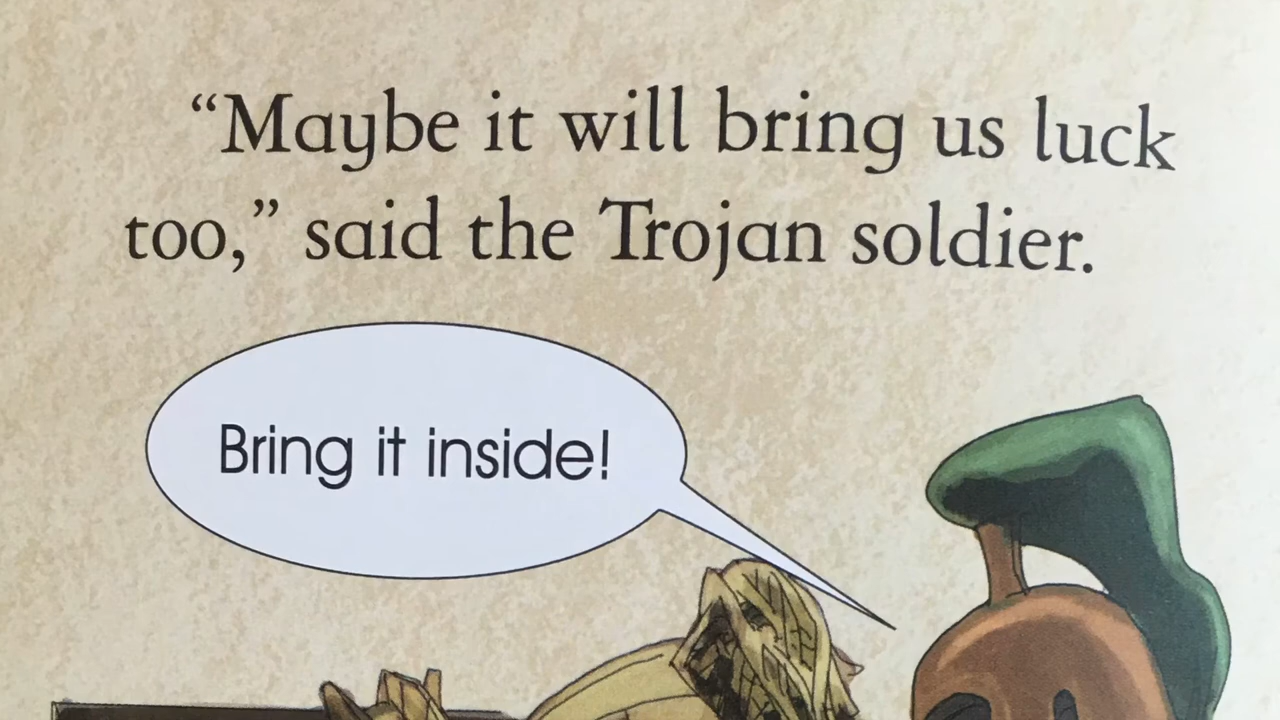 “Maybe it will bring us luck
too,” said the Trojan soldier.
Bring it inside!